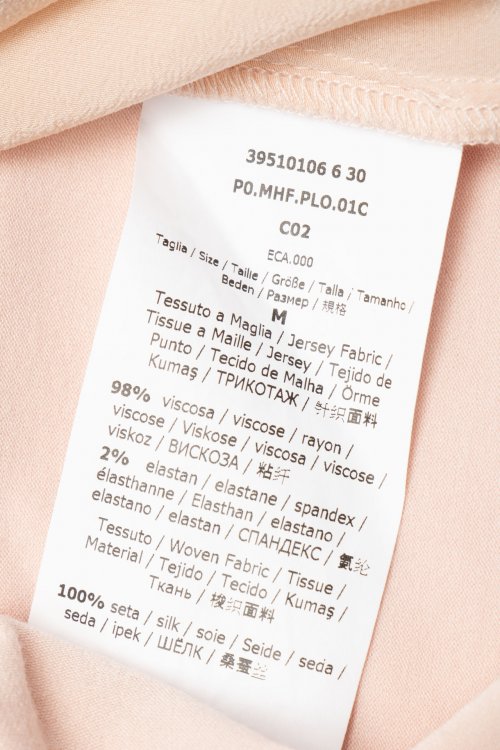 39510106 6 30
P0.MHF.PLO.01C
C02
ECA.000
Taglia / Size / Taille / Größe / Talla / Tamanho /
Beden / Размер / 規格
M
Tessuto a Maglia / Jersey Fabric /
Tissue a Maille / Jersey / Tejido de
Punto / Tecido de Malha / Örme
Kumaş / ТРИКОТАЖ / 针织面料
98% viscosa / viscose / rayon /
viscose / Viskose / viscosa / viscose /
viskoz / ВИСКОЗА / 粘纤
2% elastan / elastane / spandex /
élasthanne / Elasthan / elastano /
elastano / elastan / СПАНДЕКС / 氨纶
Tessuto / Woven Fabric / Tissue /
Material / Tejido / Tecido / Kumaş /
Ткань / 梭织面料
100% seta / silk / soie / Seide / seda /
seda / ipek / ШЁЛК / 桑蚕丝